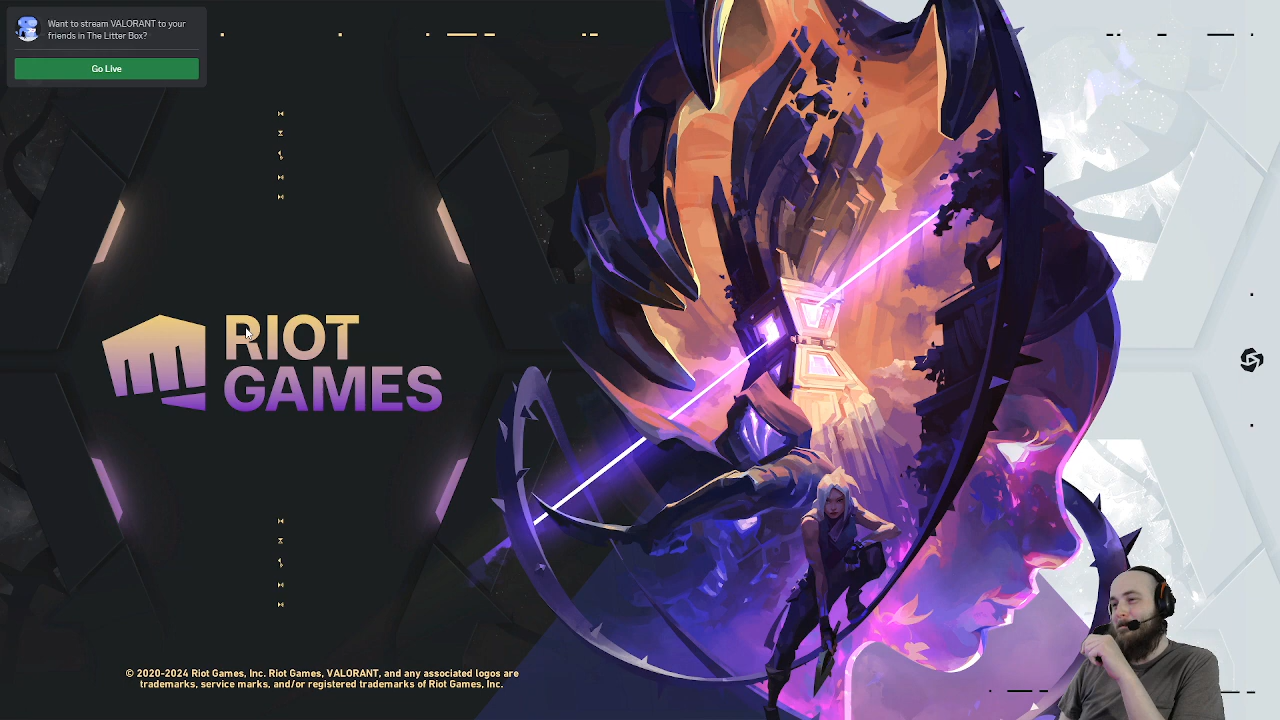 Want to stream VALORANT to your
friends in The Litter Box?
Go Live
RIOT
GAMES
© 2020-2024 Riot Games, Inc. Riot Games, VALORANT, and any associated logos are
trademarks, service marks, and/or registered trademarks of Riot Games, Inc.